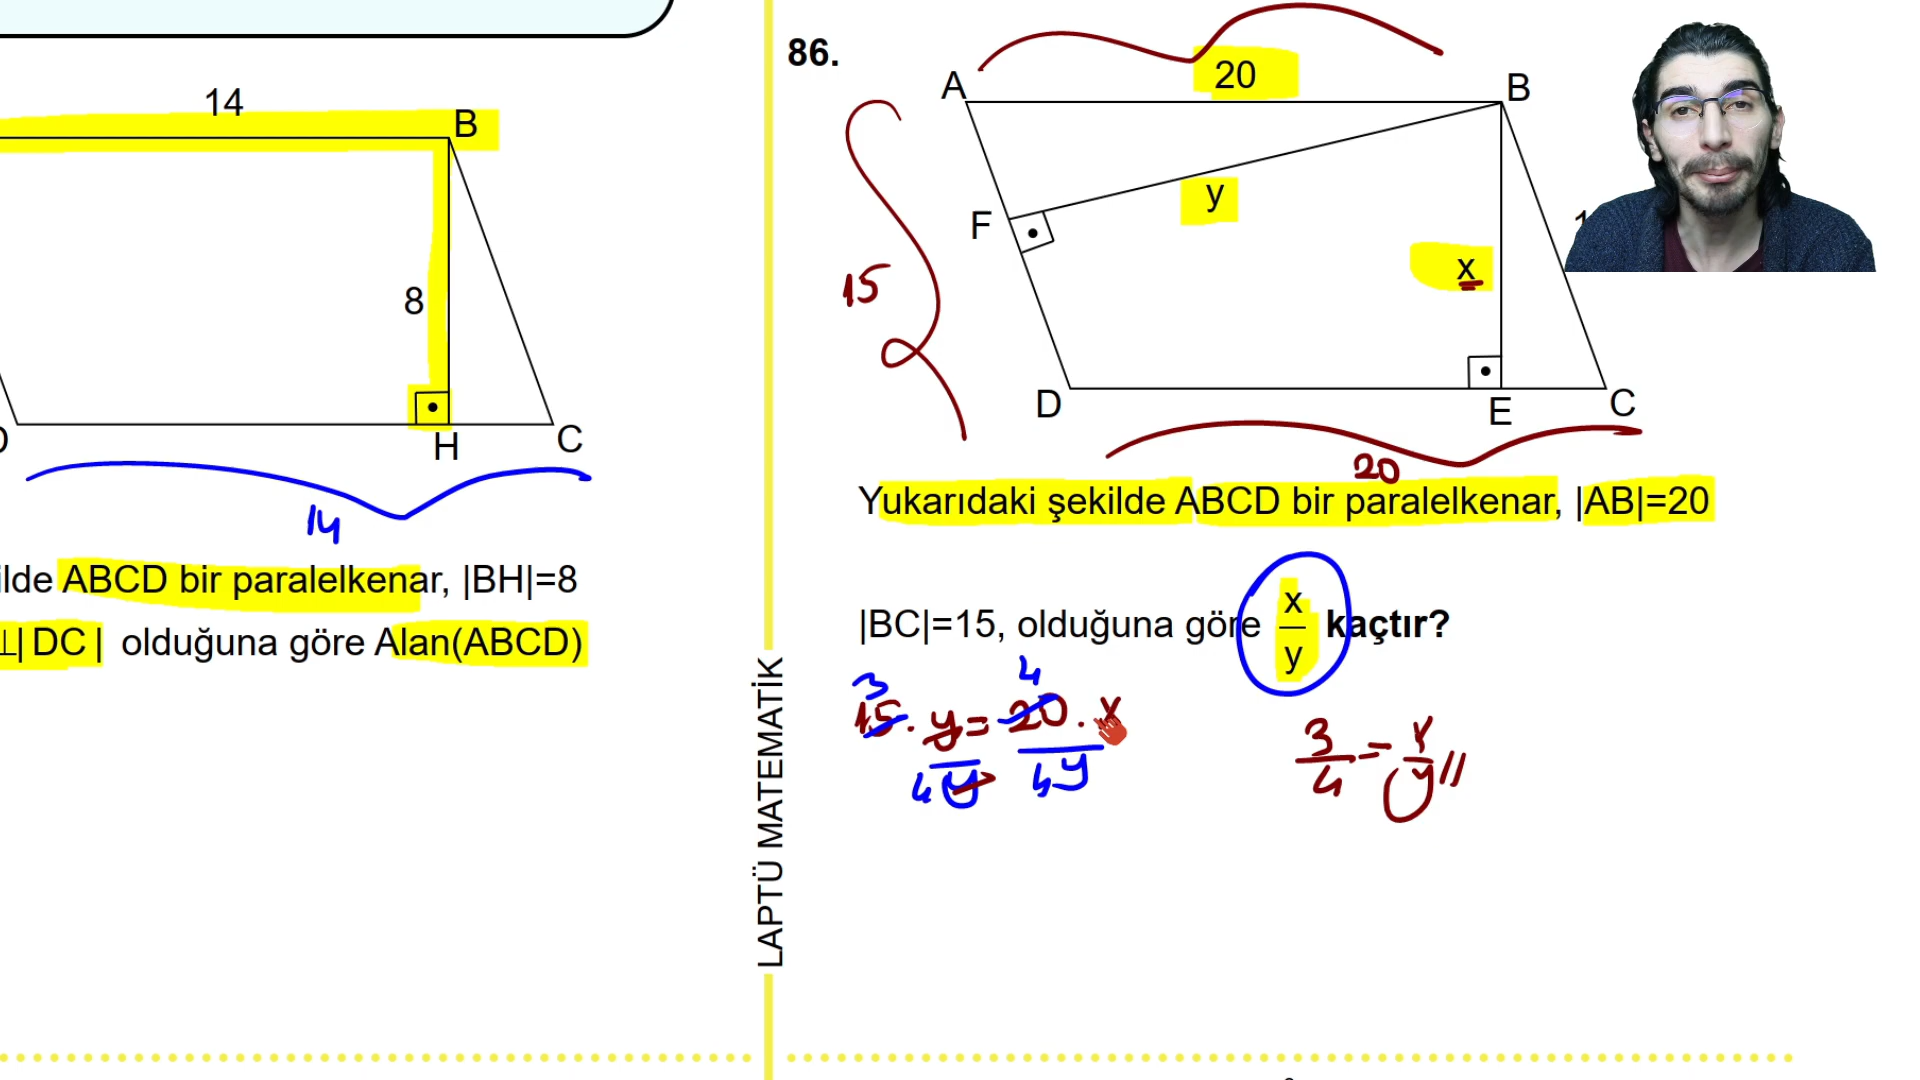 14
B
8
H
C
14
ilde ABCD bir paralelkenar, |BH|=8
⊥|DC| olduğuna göre Alan(ABCD)
LAPTÜ MATEMATİK
86.
20
A
B
F
y
x
15
D
E
C
20
Yukarıdaki şekilde ABCD bir paralelkenar, |AB|=20
|BC|=15, olduğuna göre x/y kaçtır?
3 4
15 . y = 20 . x
4y 4y
3/4 = x/y //